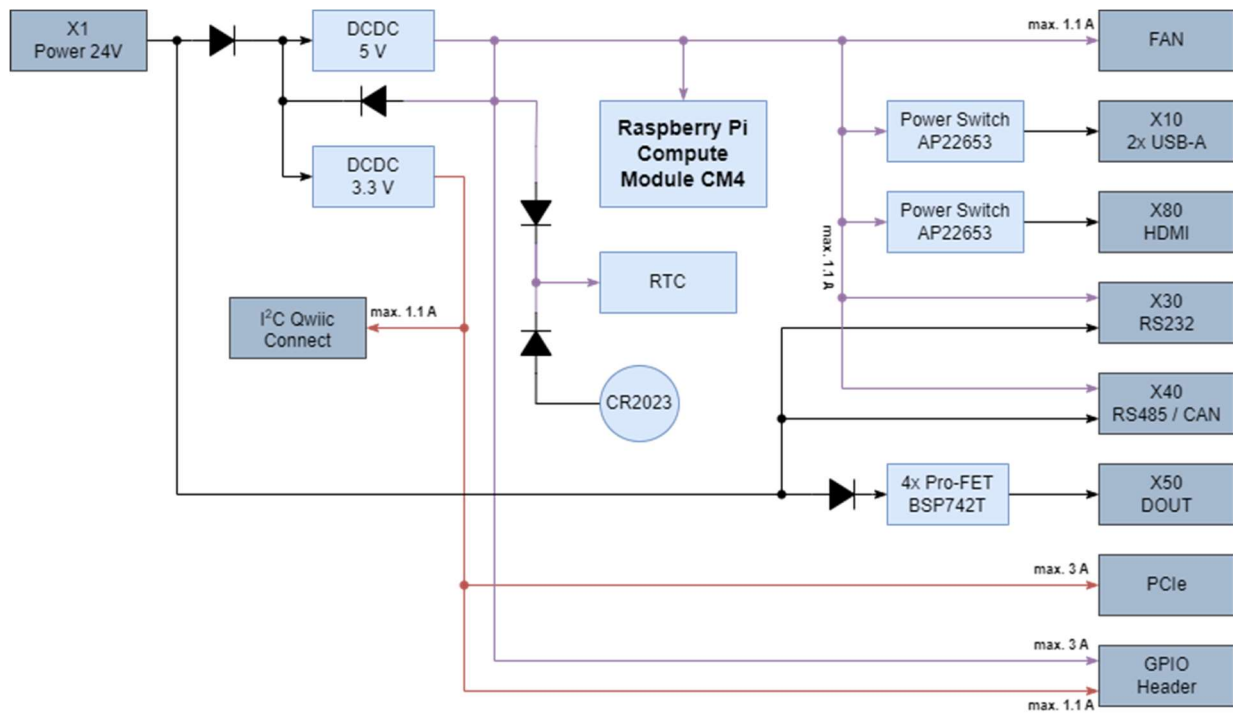 X1
Power 24V
DCDC
5 V
max. 1.1 A
FAN
Raspberry Pi
Compute
Module CM4
Power Switch
AP22653
X10
2x USB-A
DCDC
3.3 V
Power Switch
AP22653
X80
HDMI
max. 1.1 A
RTC
X30
RS232
I²C Qwiic
Connect
max. 1.1 A
CR2023
X40
RS485 / CAN
4x Pro-FET
BSP742T
X50
DOUT
max. 3 A
PCIe
max. 3 A
GPIO
Header
max. 1.1 A